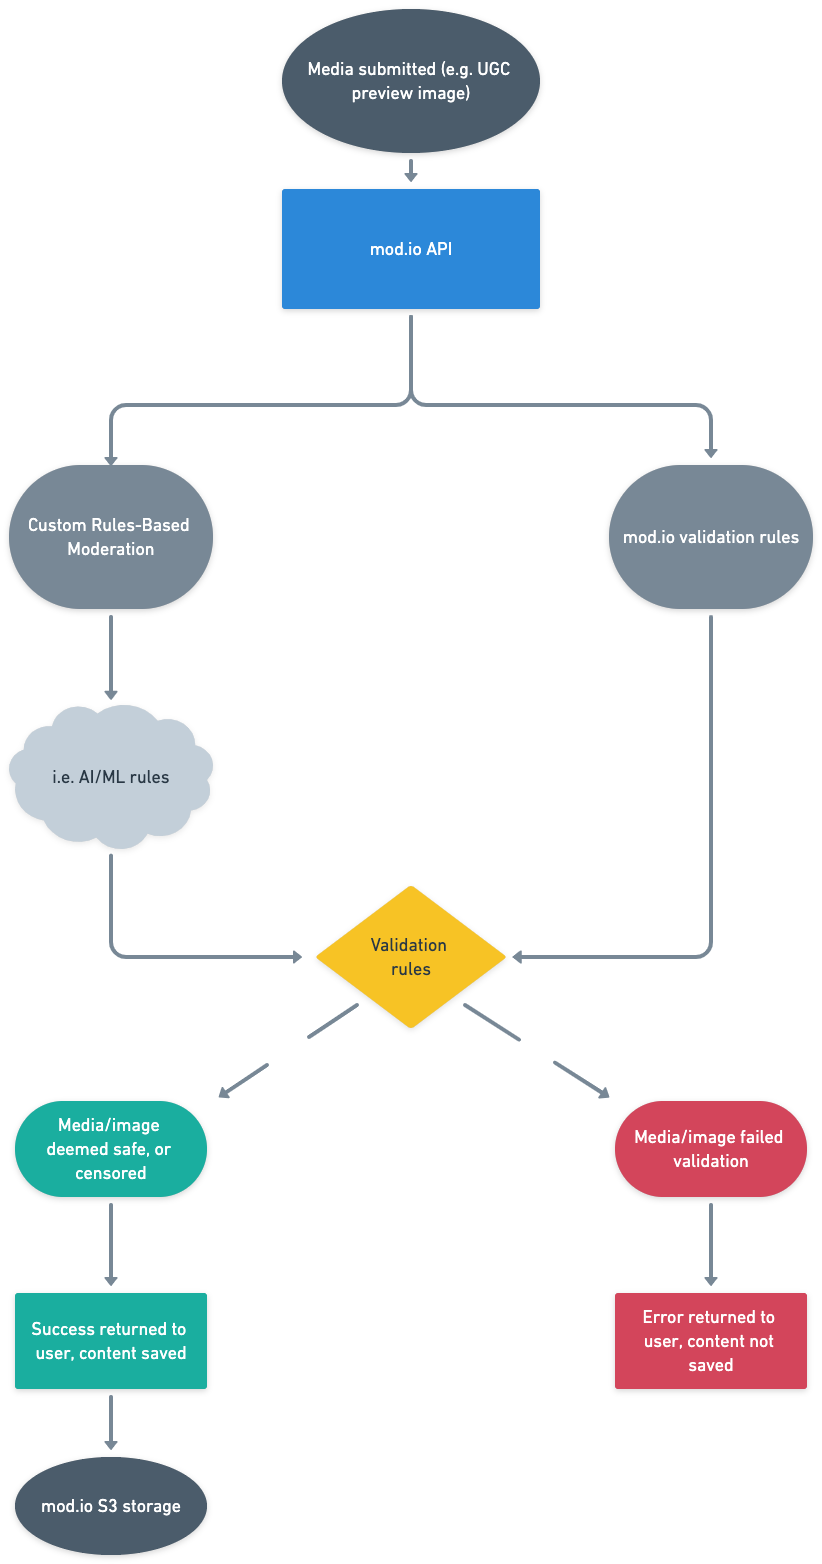 Media submitted (e.g. UGC
preview image)
mod.io API
Custom Rules-Based
Moderation
mod.io validation rules
i.e. AI/ML rules
Validation
rules
Media/image
deemed safe, or
censored
Media/image failed
validation
Success returned to
user, content saved
Error returned to
user, content not
saved
mod.io S3 storage